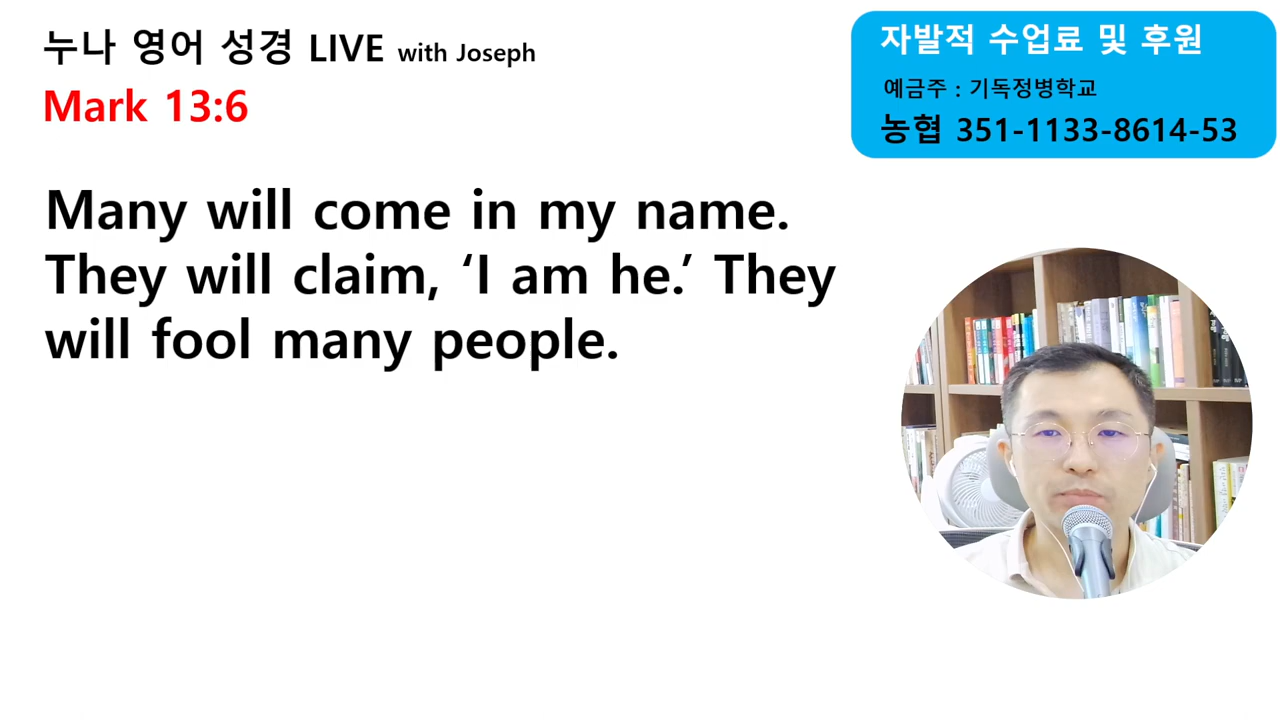 누나 영어 성경 LIVE with Joseph
Mark 13:6
자발적 수업료 및 후원
예금주 : 기독정병학교
농협 351-1133-8614-53
Many will come in my name.
They will claim, ‘I am he.’ They
will fool many people.